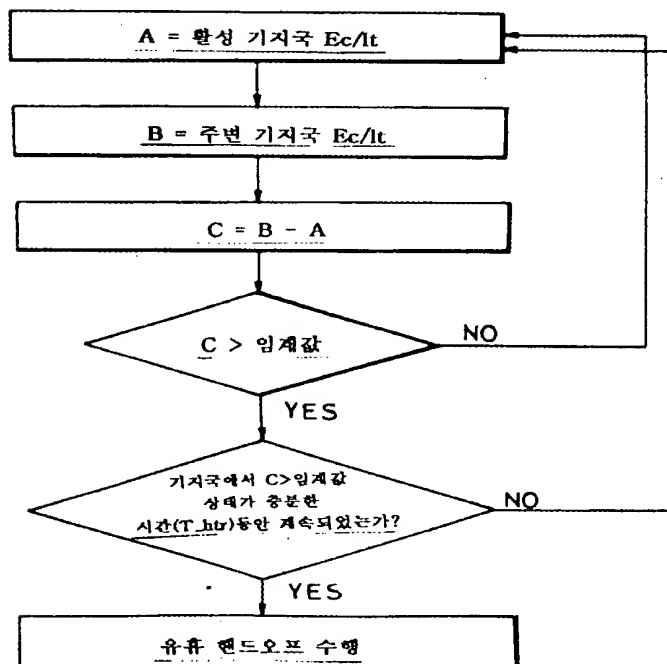 A = 활성 기지국 Ec/It
B = 주변 기지국 Ec/It
C = B - A
C > 임계값
NO
YES
기지국에서 C>임계값
상태가 충분한
시간(T_htr)동안 계속되었는가?
NO
YES
유휴 핸드오프 수행